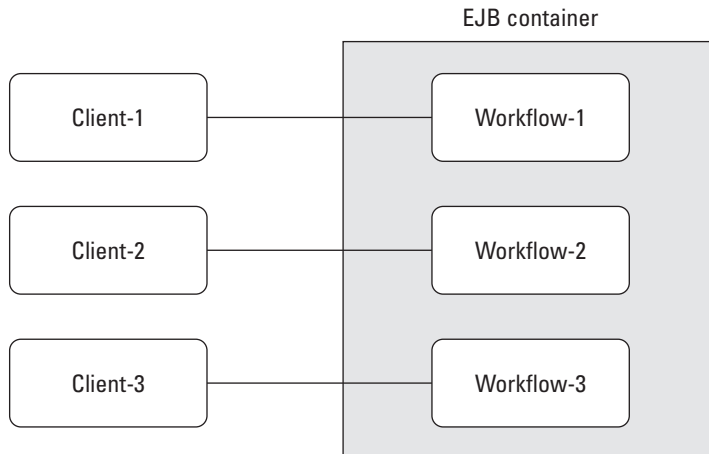 EJB container
Client-1
Workflow-1
Client-2
Workflow-2
Client-3
Workflow-3